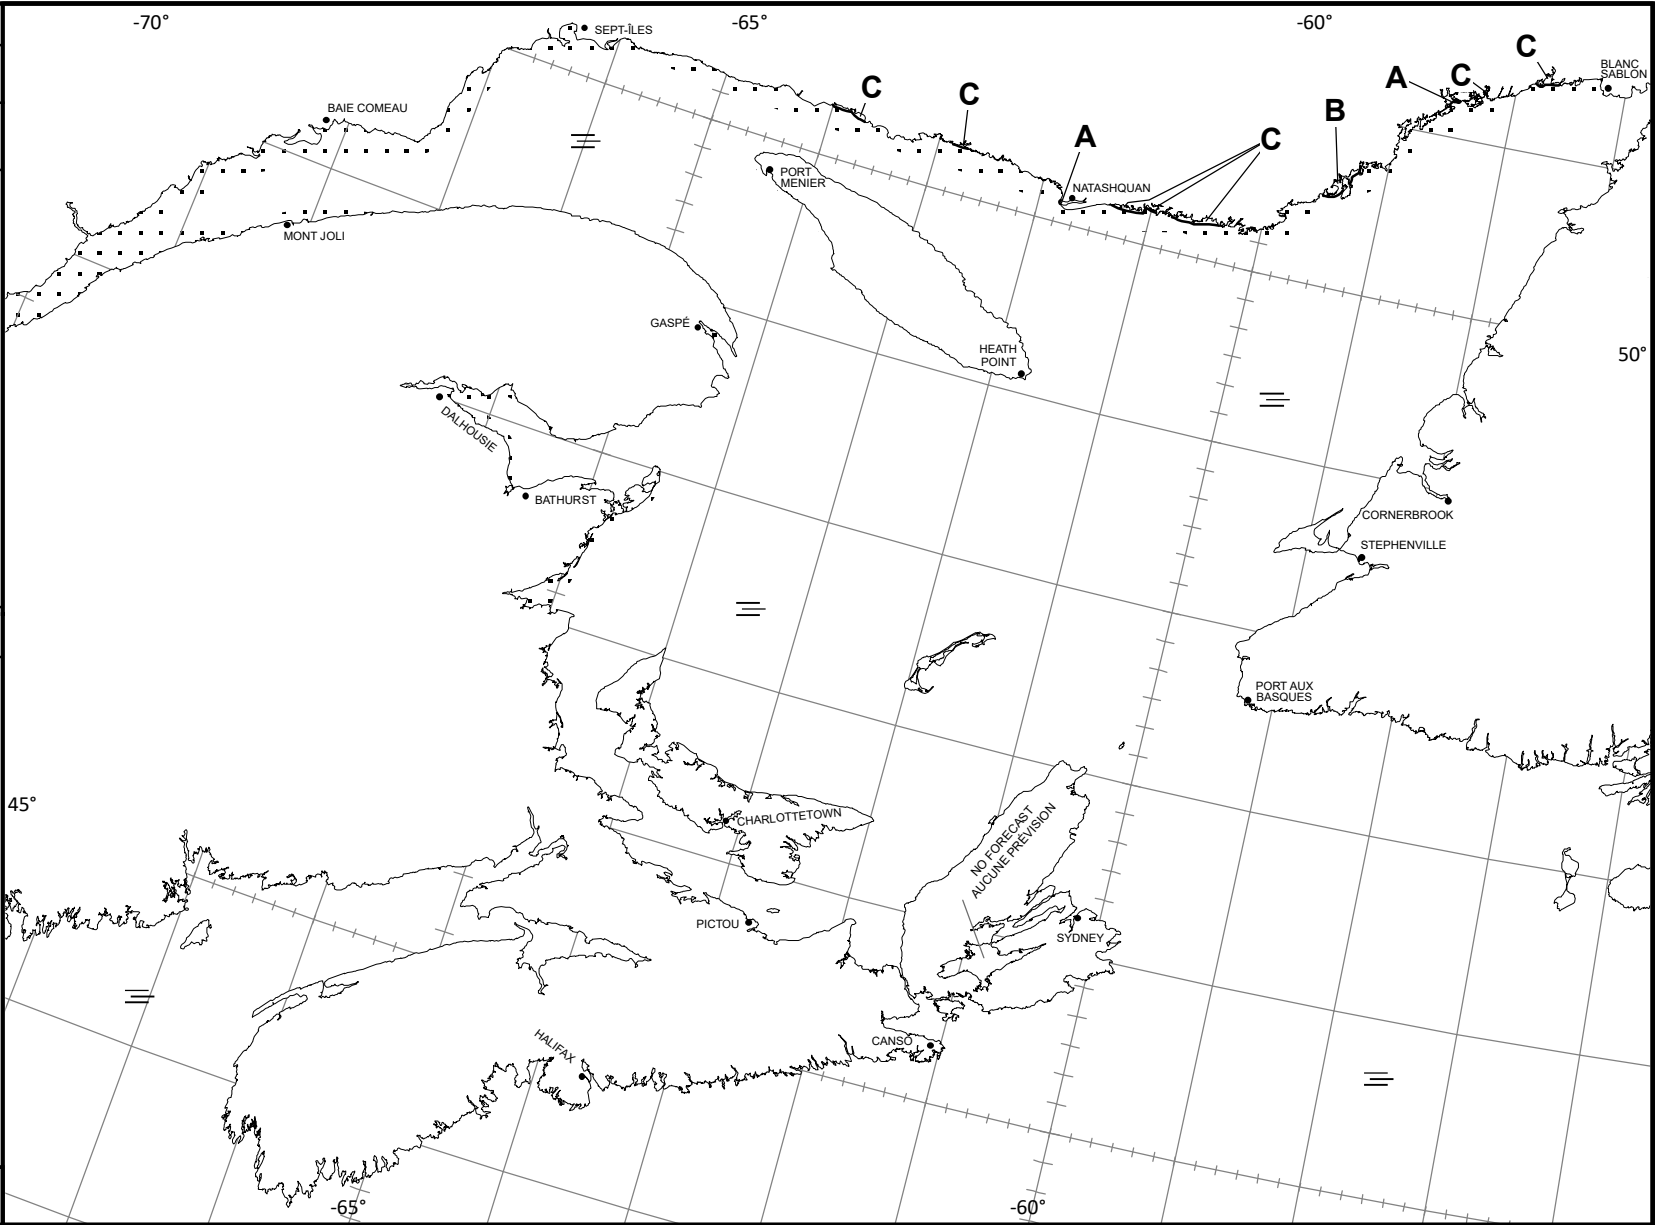 -70°
-65°
-60°
SEPT-ÎLES
C
BLANC
SABLON
A
C
C
C
B
BAIE COMEAU
A
C
PORT
MENIER
NATASHQUAN
MONT JOLI
GASPÉ
HEATH
POINT
50°
DALHOUSIE
BATHURST
CORNERBROOK
STEPHENVILLE
PORT AUX
BASQUES
45°
CHARLOTTETOWN
NO FORECAST
AUCUNE PRÉVISION
PICTOU
SYDNEY
HALIFAX
CANSO
-65°
-60°